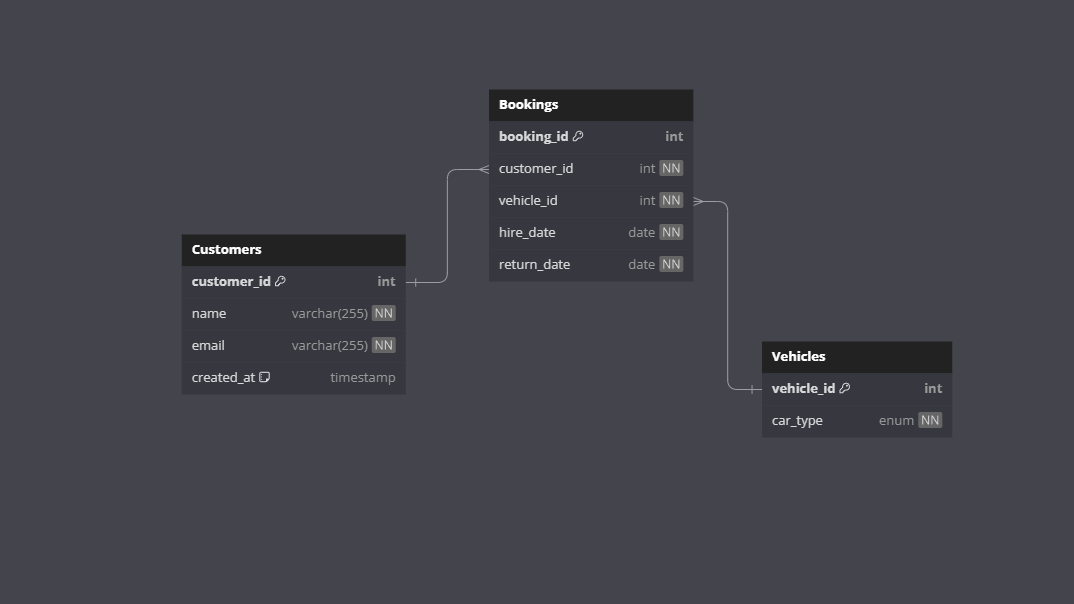 Bookings
booking_id int
customer_id int NN
vehicle_id int NN
hire_date date NN
return_date date NN
Customers
customer_id int
name varchar(255) NN
email varchar(255) NN
created_at timestamp
Vehicles
vehicle_id int
car_type enum NN